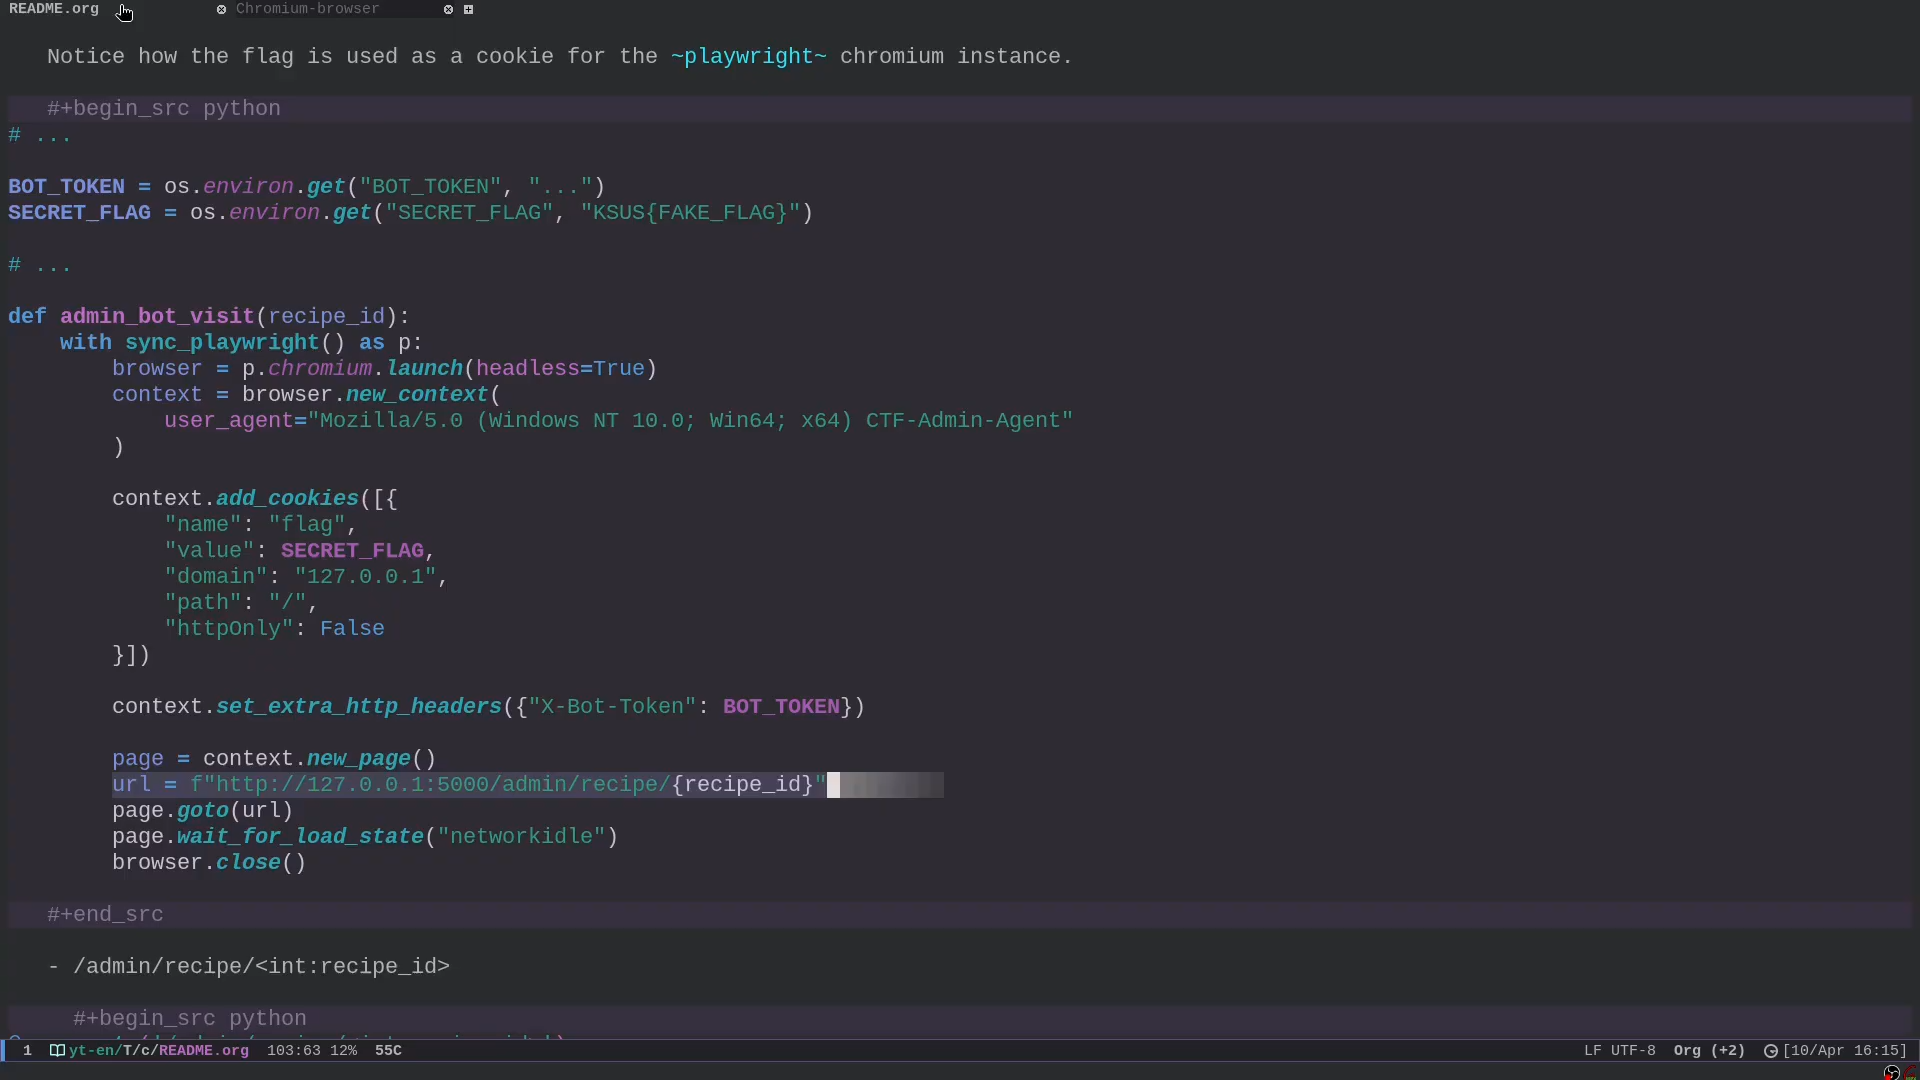 README.org Chromium-browser
Notice how the flag is used as a cookie for the ~playwright~ chromium instance.
#+begin_src python
# ...
BOT_TOKEN = os.environ.get("BOT_TOKEN", "...")
SECRET_FLAG = os.environ.get("SECRET_FLAG", "KSUS{FAKE_FLAG}")
# ...
def admin_bot_visit(recipe_id):
    with sync_playwright() as p:
        browser = p.chromium.launch(headless=True)
        context = browser.new_context(
            user_agent="Mozilla/5.0 (Windows NT 10.0; Win64; x64) CTF-Admin-Agent"
        )
        context.add_cookies([{
            "name": "flag",
            "value": SECRET_FLAG,
            "domain": "127.0.0.1",
            "path": "/",
            "httpOnly": False
        }])
        context.set_extra_http_headers({"X-Bot-Token": BOT_TOKEN})
        page = context.new_page()
        url = f"http://127.0.0.1:5000/admin/recipe/{recipe_id}"
        page.goto(url)
        page.wait_for_load_state("networkidle")
        browser.close()
#+end_src
- /admin/recipe/<int:recipe_id>
#+begin_src python
1 yt-en/T/c/README.org 103:63 12% 55C LF UTF-8 Org (+2) [10/Apr 16:15]